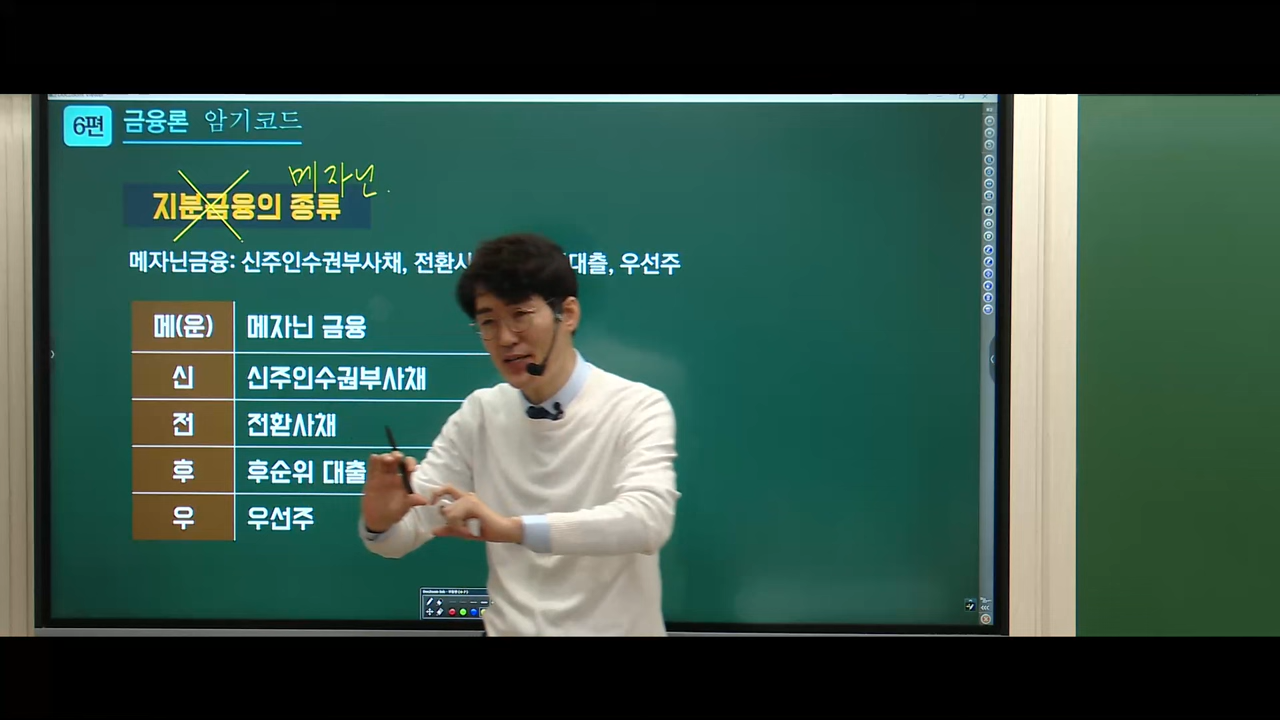 6편 금융론 암기코드
메자닌.
지분금융의 종류
메자닌금융: 신주인수권부사채, 전환사 대출, 우선주
메(운) 메자닌 금융
신 신주인수권부사채
전 전환사채
후 후순위 대출
우 우선주